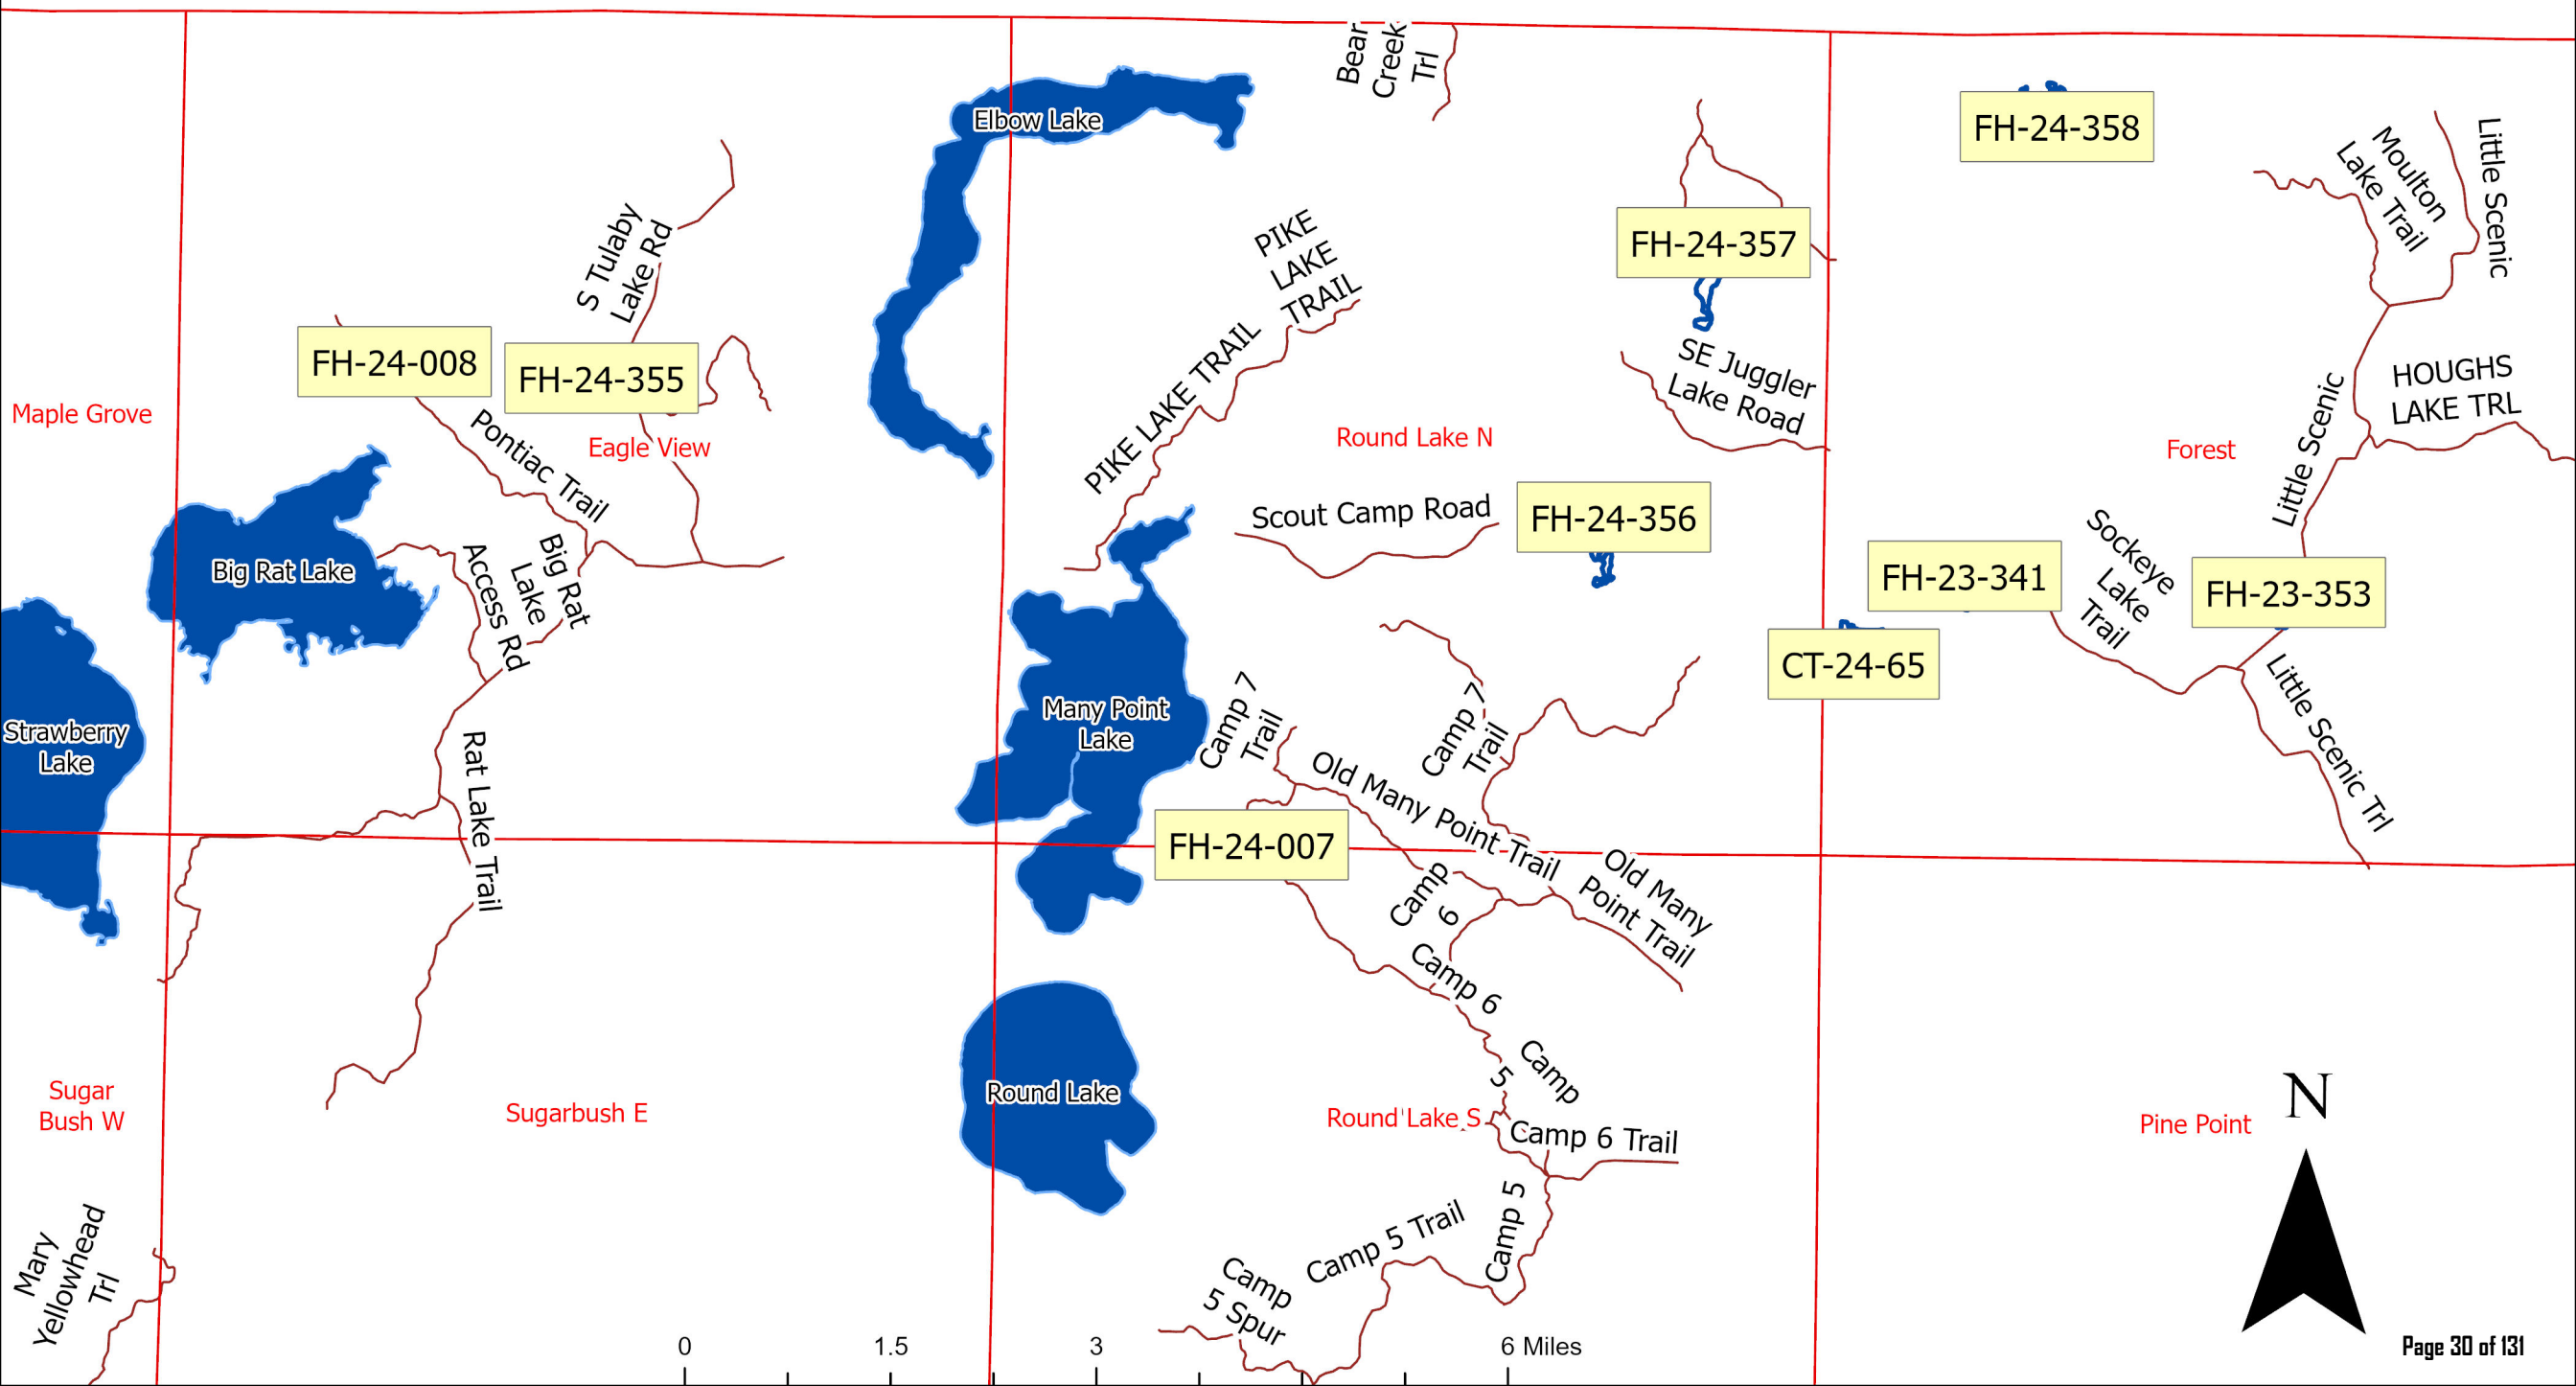 Bear
Creek
Trl
Elbow Lake
FH-24-358
Moulton
Lake Trail
Little Scenic
S Tulaby
Lake Rd
PIKE
LAKE
TRAIL
FH-24-357
FH-24-008
FH-24-355
PIKE LAKE TRAIL
SE Juggler
Lake Road
HOUGHS
LAKE TRL
Little Scenic
Maple Grove
Pontiac Trail
Eagle View
Round Lake N
Forest
Scout Camp Road
FH-24-356
Big Rat Lake
Access Rd
Big Rat
Lake
FH-23-341
Sockeye
Lake
Trail
FH-23-353
CT-24-65
Strawberry
Lake
Many Point
Lake
Camp 7
Trail
Camp 7
Trail
Little Scenic Trl
Rat Lake Trail
Old Many Point Trail
FH-24-007
Camp
6
Old Many
Point Trail
Camp 6
Camp
5
Round Lake
Sugar
Bush W
Sugarbush E
Round Lake S
Camp 6 Trail
Pine Point
N
Mary
Yellowhead
Trl
Camp 5
Camp 5 Trail
Camp
5 Spur
0 1.5 3 6 Miles
Page 30 of 131